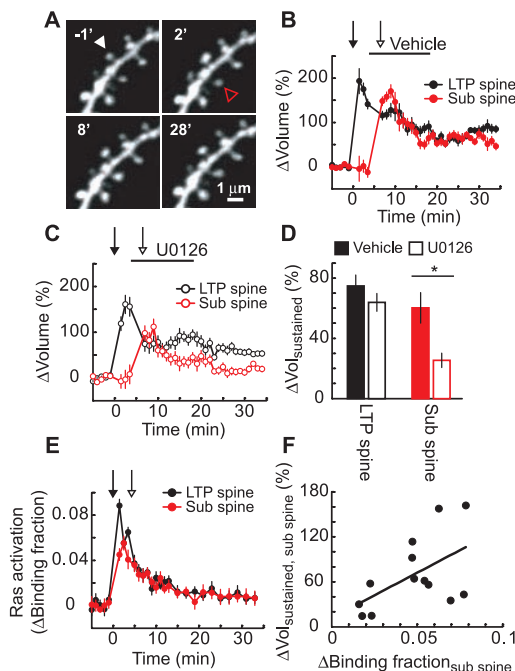 A
-1’
2’
8’
28’
1 µm
B
Vehicle
ΔVolume (%)
200
100
0
LTP spine
Sub spine
0 10 20 30
Time (min)
C
U0126
ΔVolume (%)
200
100
0
LTP spine
Sub spine
0 10 20 30
Time (min)
D
Vehicle U0126
*
ΔVolsustained (%)
80
40
0
LTP spine
Sub spine
E
Ras activation (ΔBinding fraction)
0.08
0.04
0
LTP spine
Sub spine
0 10 20 30
Time (min)
F
ΔVolsustained, sub spine (%)
180
120
60
0
0 0.05 0.1
ΔBinding fractionsub spine